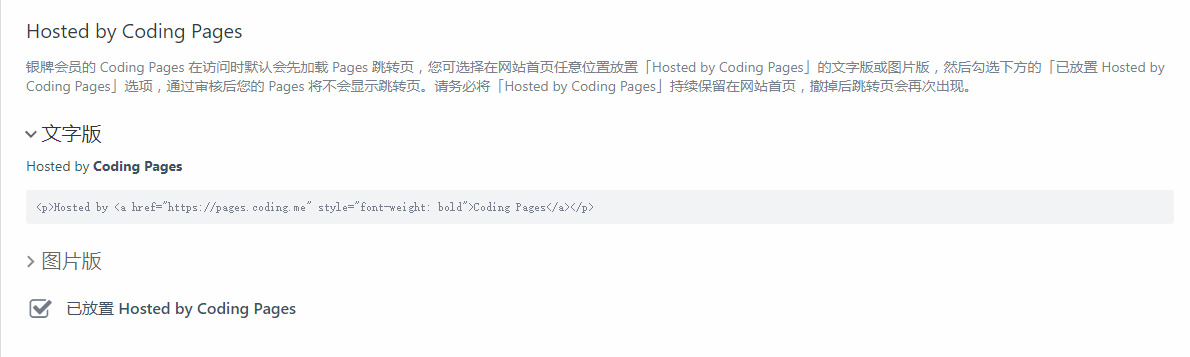 Hosted by Coding Pages
银牌会员的 Coding Pages 在访问时默认会先加载 Pages 跳转页，您可选择在网站首页任意位置放置「Hosted by Coding Pages」的文字版或图片版，然后勾选下方的「已放置 Hosted by
Coding Pages」选项，通过审核后您的 Pages 将不会显示跳转页。请务必将「Hosted by Coding Pages」持续保留在网站首页，撤掉后跳转页会再次出现。
文字版
Hosted by Coding Pages
<p>Hosted by <a href="https://pages.coding.me" style="font-weight: bold">Coding Pages</a></p>
图片版
已放置 Hosted by Coding Pages